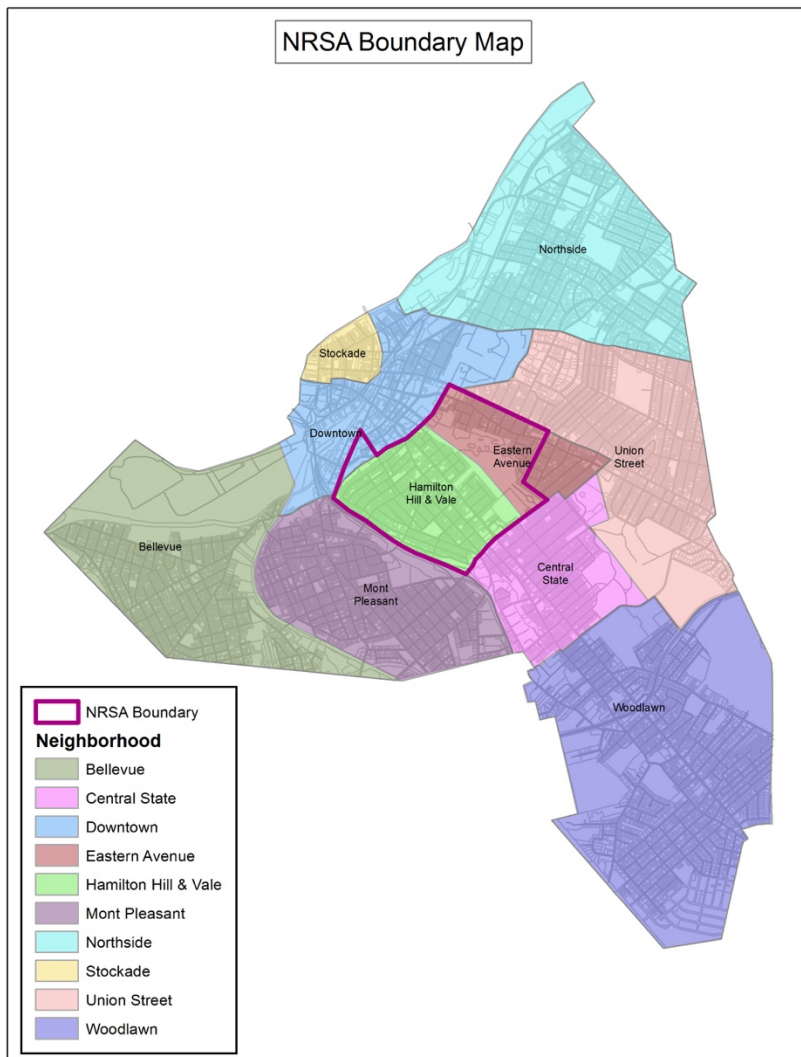 NRSA Boundary Map
Northside
Stockade
Downtown
Eastern
Avenue
Union
Street
Hamilton
Hill & Vale
Bellevue
Mont
Pleasant
Central
State
Woodlawn
NRSA Boundary
Neighborhood
Bellevue
Central State
Downtown
Eastern Avenue
Hamilton Hill & Vale
Mont Pleasant
Northside
Stockade
Union Street
Woodlawn